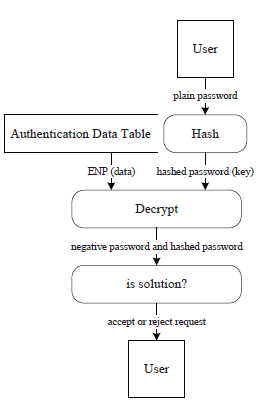 User
plain password
Authentication Data Table
Hash
ENP (data)
hashed password (key)
Decrypt
negative password and hashed password
is solution?
accept or reject request
User